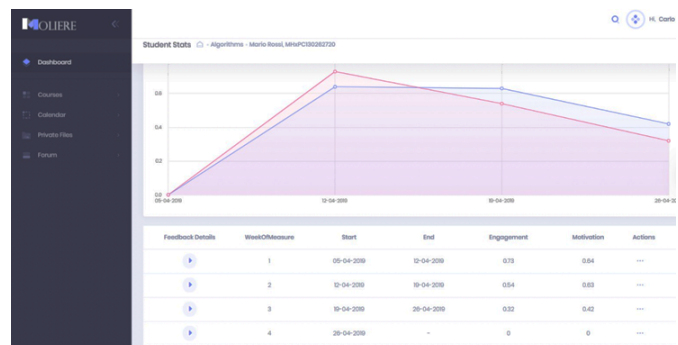 MOLIERE
Hi, Carlo
Student Stats - Algorithms - Mario Rossi,
Dashboard
Courses
Calendar
Private Files
Forum
0.6
0.4
0.2
0.0
05-04-2019 12-04-2019 19-04-2019
Feedback Details WeekOfMeasure Start End Engagement Motivation Actions
1 05-04-2019 12-04-2019 0.73 0.64 ...
2 12-04-2019 19-04-2019 0.54 0.63 ...
3 19-04-2019 26-04-2019 0.32 0.42 ...
4 26-04-2019 - 0 0 ...